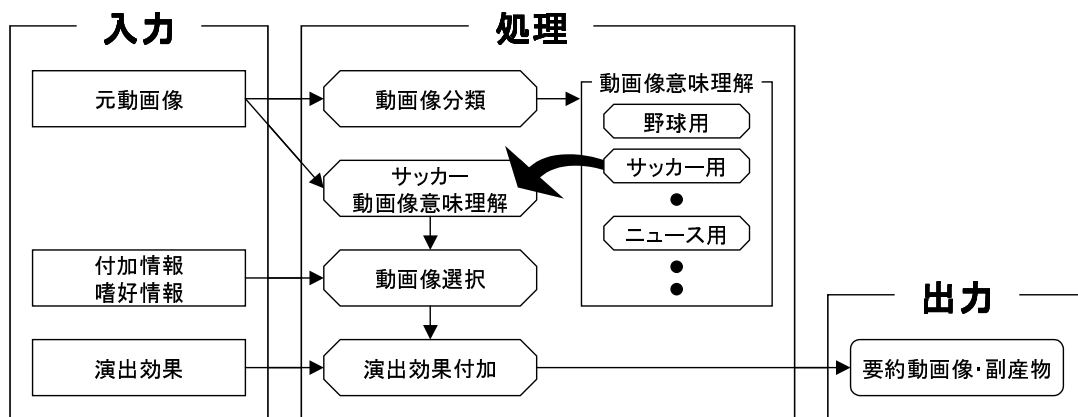 入力
元動画像
付加情報
嗜好情報
演出効果
処理
動画像分類
サッカー
動画像意味理解
動画像選択
演出効果付加
動画像意味理解
野球用
サッカー用
ニュース用
出力
要約動画像・副産物